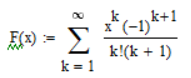 F(x) := ∞ ∑ k = 1 x^k (-1)^{k+1} / k!(k + 1)